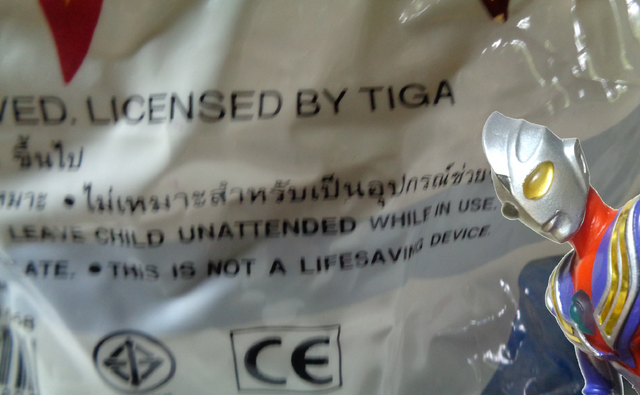 VED. LICENSED BY TIGA
ขึ้นไป
เหมาะ • ไม่เหมาะสำหรับเป็นอุปกรณ์ช่วย
LEAVE CHILD UNATTENDED WHILE IN USE.
ATE. • THIS IS NOT A LIFESAVING DEVICE
CE